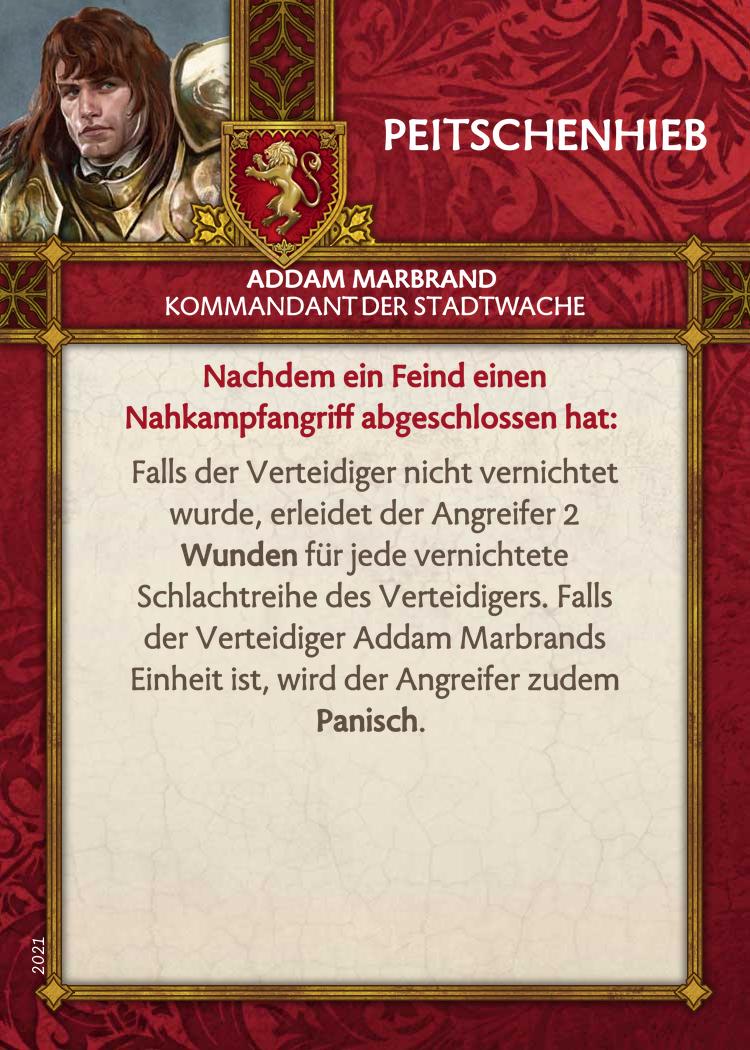 PEITSCHENHIEB
ADDAM MARBRAND
KOMMANDANT DER STADTWACHE
Nachdem ein Feind einen
Nahkampfangriff abgeschlossen hat:
Falls der Verteidiger nicht vernichtet
wurde, erleidet der Angreifer 2
Wunden für jede vernichtete
Schlachtreihe des Verteidigers. Falls
der Verteidiger Addam Marbrands
Einheit ist, wird der Angreifer zudem
Panisch.
2021